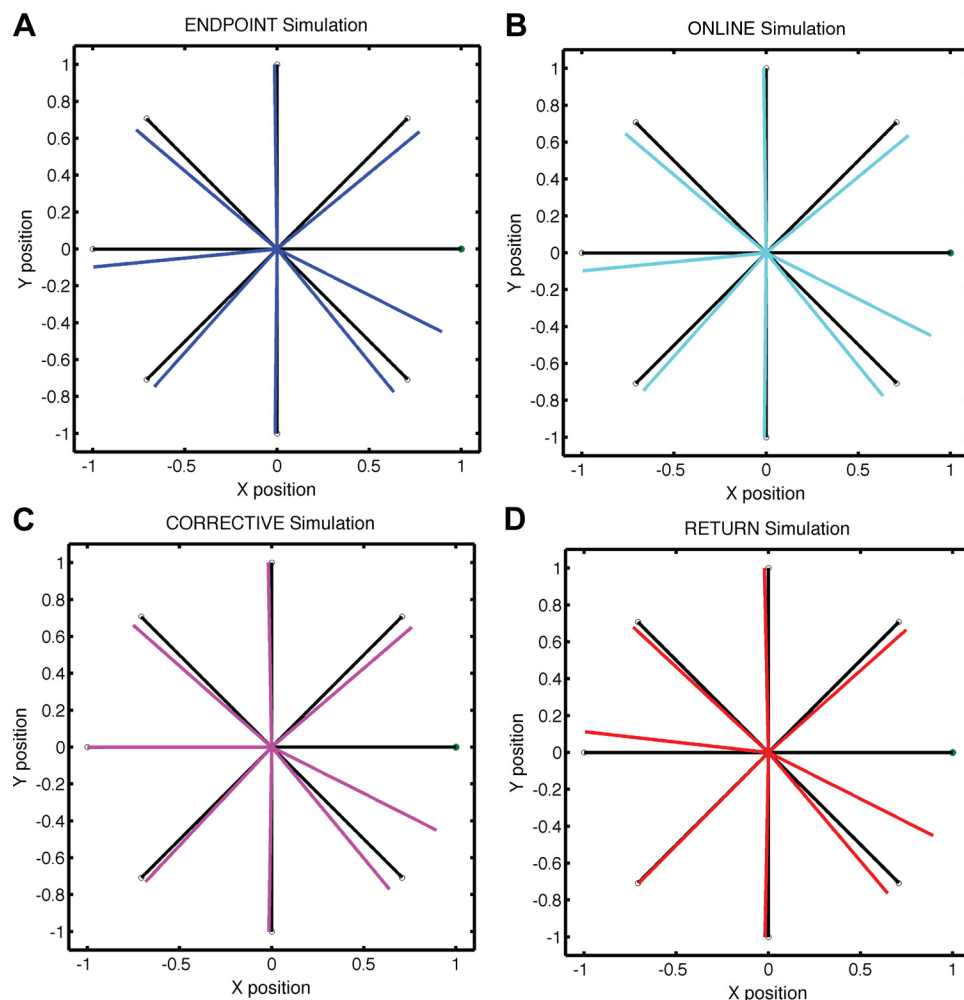 A
ENDPOINT Simulation
1
0.8
0.6
0.4
0.2
0
-0.2
-0.4
-0.6
-0.8
-1
Y position
-1 -0.5 0 0.5 1
X position
B
ONLINE Simulation
1
0.8
0.6
0.4
0.2
0
-0.2
-0.4
-0.6
-0.8
-1
Y position
-1 -0.5 0 0.5 1
X position
C
CORRECTIVE Simulation
1
0.8
0.6
0.4
0.2
0
-0.2
-0.4
-0.6
-0.8
-1
Y position
-1 -0.5 0 0.5 1
X position
D
RETURN Simulation
1
0.8
0.6
0.4
0.2
0
-0.2
-0.4
-0.6
-0.8
-1
Y position
-1 -0.5 0 0.5 1
X position